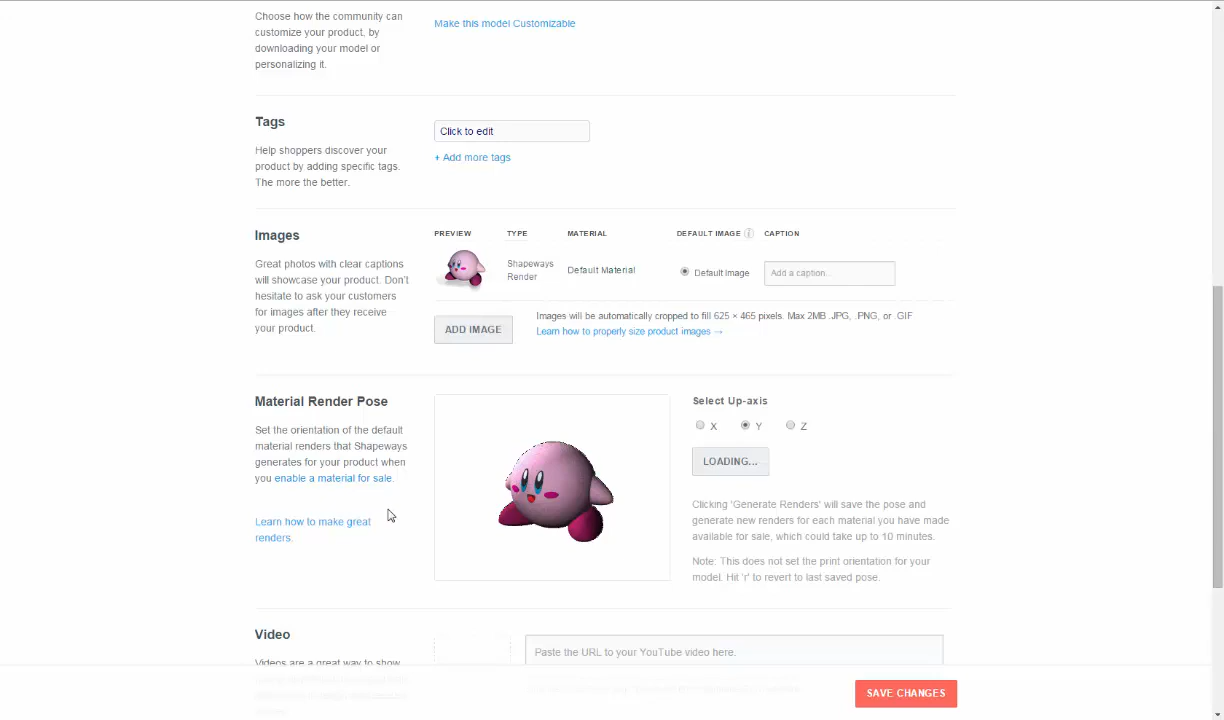 Choose how the community can
customize your product, by
downloading your model or
personalizing it.
Make this model Customizable
Tags
Help shoppers discover your
product by adding specific tags.
The more the better.
Click to edit
+ Add more tags
Images
Great photos with clear captions
will showcase your product. Don't
hesitate to ask your customers
for images after they receive
your product.
PREVIEW TYPE MATERIAL DEFAULT IMAGE i CAPTION
Shapeways
Render
Default Material
Default Image
Add a caption...
ADD IMAGE
Images will be automatically cropped to fill 625 × 465 pixels. Max 2MB .JPG, .PNG, or .GIF
Learn how to properly size product images →
Material Render Pose
Set the orientation of the default
material renders that Shapeways
generates for your product when
you enable a material for sale.
Learn how to make great
renders.
Select Up-axis
X Y Z
LOADING...
Clicking 'Generate Renders' will save the pose and
generate new renders for each material you have made
available for sale, which could take up to 10 minutes.
Note: This does not set the print orientation for your
model. Hit 'r' to revert to last saved pose.
Video
Videos are a great way to show
Paste the URL to your YouTube video here.
SAVE CHANGES